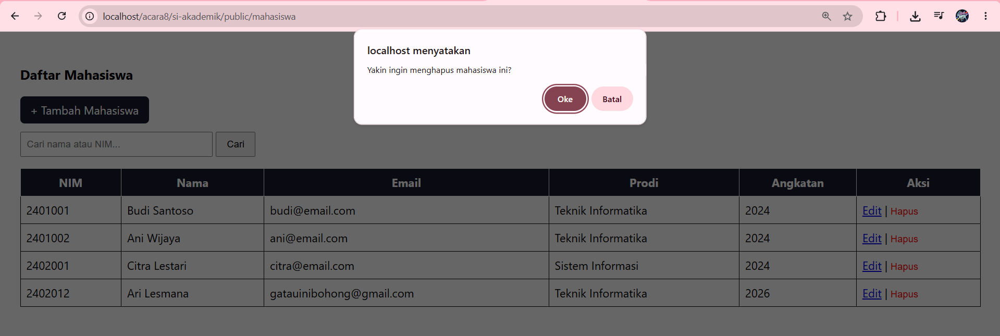 localhost/acara8/si-akademik/public/mahasiswa
localhost menyatakan
Yakin ingin menghapus mahasiswa ini?
Oke Batal
Daftar Mahasiswa
+ Tambah Mahasiswa
Cari nama atau NIM... Cari
NIM Nama Email Prodi Angkatan Aksi
2401001 Budi Santoso budi@email.com Teknik Informatika 2024 Edit | Hapus
2401002 Ani Wijaya ani@email.com Teknik Informatika 2024 Edit | Hapus
2402001 Citra Lestari citra@email.com Sistem Informasi 2024 Edit | Hapus
2402012 Ari Lesmana gatauinibohong@gmail.com Teknik Informatika 2026 Edit | Hapus